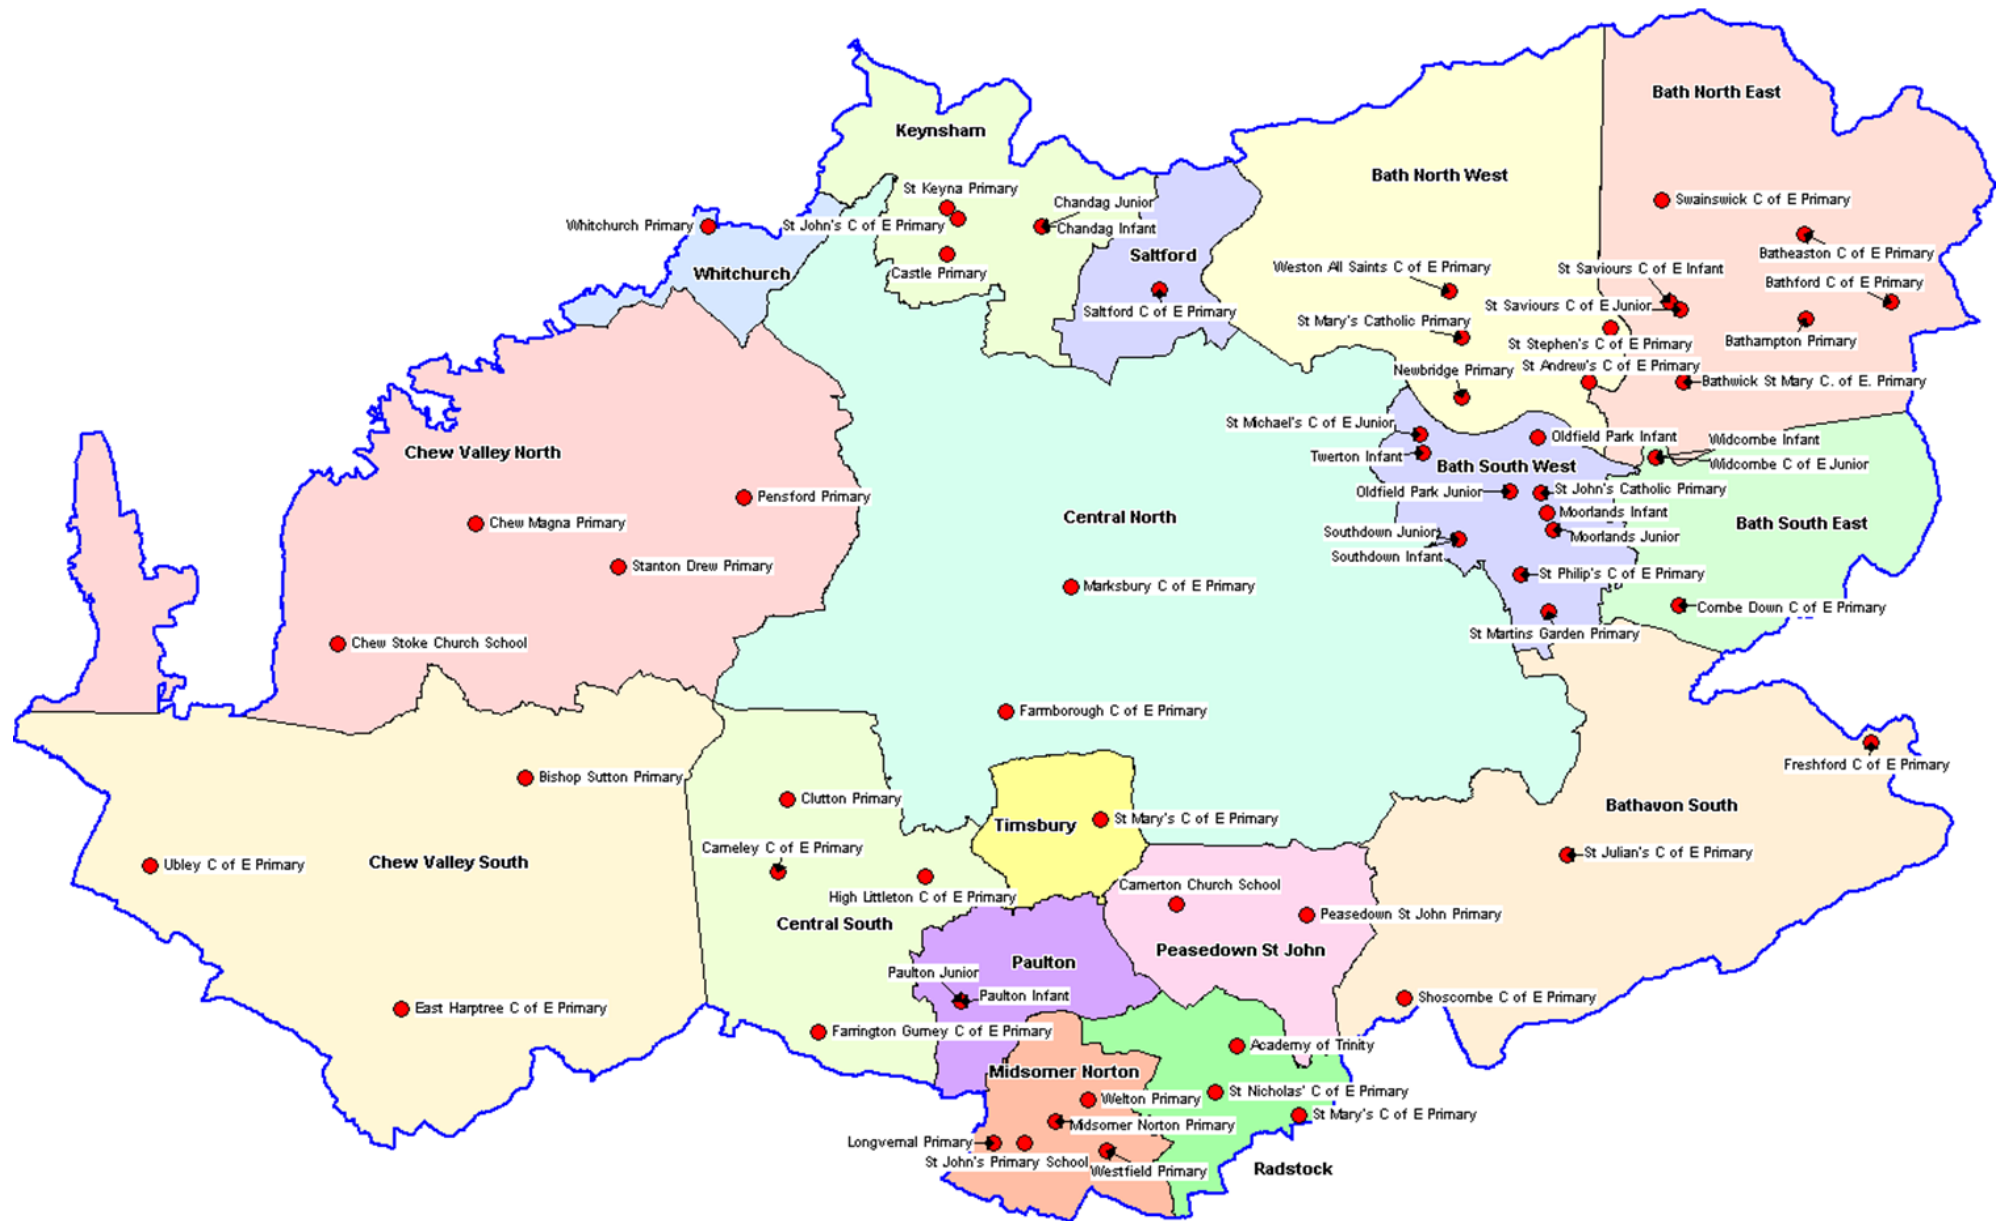 Bath North East
Keynsham
Bath North West
St Keyna Primary
Swainswick C of E Primary
Chandag Junior
Whitchurch Primary
St John's C of E Primary
Chandag Infant
Batheaston C of E Primary
Saltford
Weston All Saints C of E Primary
St Saviours C of E Infant
Whitchurch
Castle Primary
Bathford C of E Primary
St Saviours C of E Junior
Saltford C of E Primary
St Mary's Catholic Primary
Bathampton Primary
St Stephen's C of E Primary
St Andrew's C of E Primary
Newbridge Primary
Bathwick St Mary C. of E. Primary
St Michael's C of E Junior
Oldfield Park Infant
Widcombe Infant
Chew Valley North
Twerton Infant
Bath South West
Widcombe C of E Junior
Oldfield Park Junior
St John's Catholic Primary
Pensford Primary
Moorlands Infant
Central North
Chew Magna Primary
Bath South East
Southdown Junior
Moorlands Junior
Southdown Infant
Stanton Drew Primary
St Philip's C of E Primary
Marksbury C of E Primary
Combe Down C of E Primary
St Martins Garden Primary
Chew Stoke Church School
Farmborough C of E Primary
Freshford C of E Primary
Bishop Sutton Primary
Clutton Primary
Bathavon South
St Mary's C of E Primary
Timsbury
Cameley C of E Primary
St Julian's C of E Primary
Chew Valley South
Ubley C of E Primary
Camerton Church School
High Littleton C of E Primary
Peasedown St John Primary
Central South
Peasedown St John
Paulton
Paulton Junior
Paulton Infant
Shoscombe C of E Primary
East Harptree C of E Primary
Farrington Gurney C of E Primary
Academy of Trinity
Midsomer Norton
St Nicholas' C of E Primary
Welton Primary
St Mary's C of E Primary
Midsomer Norton Primary
Longvernal Primary
St John's Primary School
Westfield Primary
Radstock